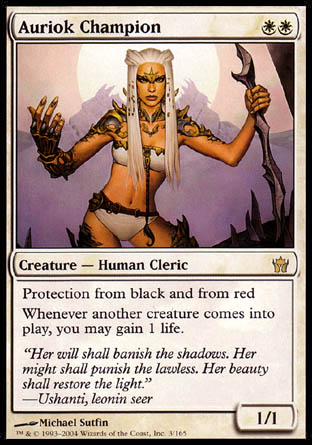 Auriok Champion
Creature — Human Cleric
Protection from black and from red
Whenever another creature comes into
play, you may gain 1 life.
“Her will shall banish the shadows. Her
might shall punish the lawless. Her beauty
shall restore the light.”
—Ushanti, leonin seer
Michael Sutfin
™ & © 1993–2004 Wizards of the Coast, Inc. 3/165
1/1